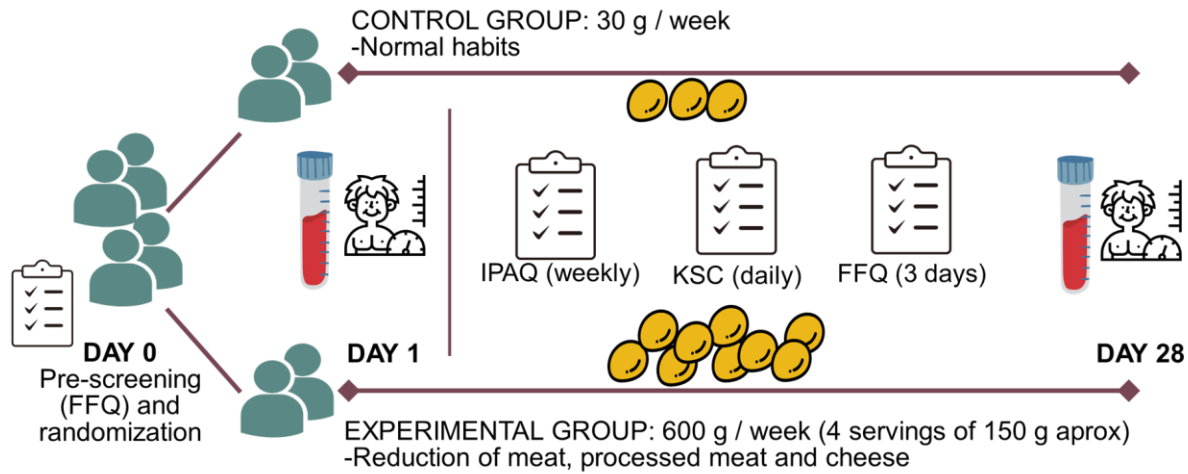 CONTROL GROUP: 30 g / week
-Normal habits
IPAQ (weekly)
KSC (daily)
FFQ (3 days)
DAY 0
Pre-screening
(FFQ) and
randomization
DAY 1
DAY 28
EXPERIMENTAL GROUP: 600 g / week (4 servings of 150 g aprox)
-Reduction of meat, processed meat and cheese